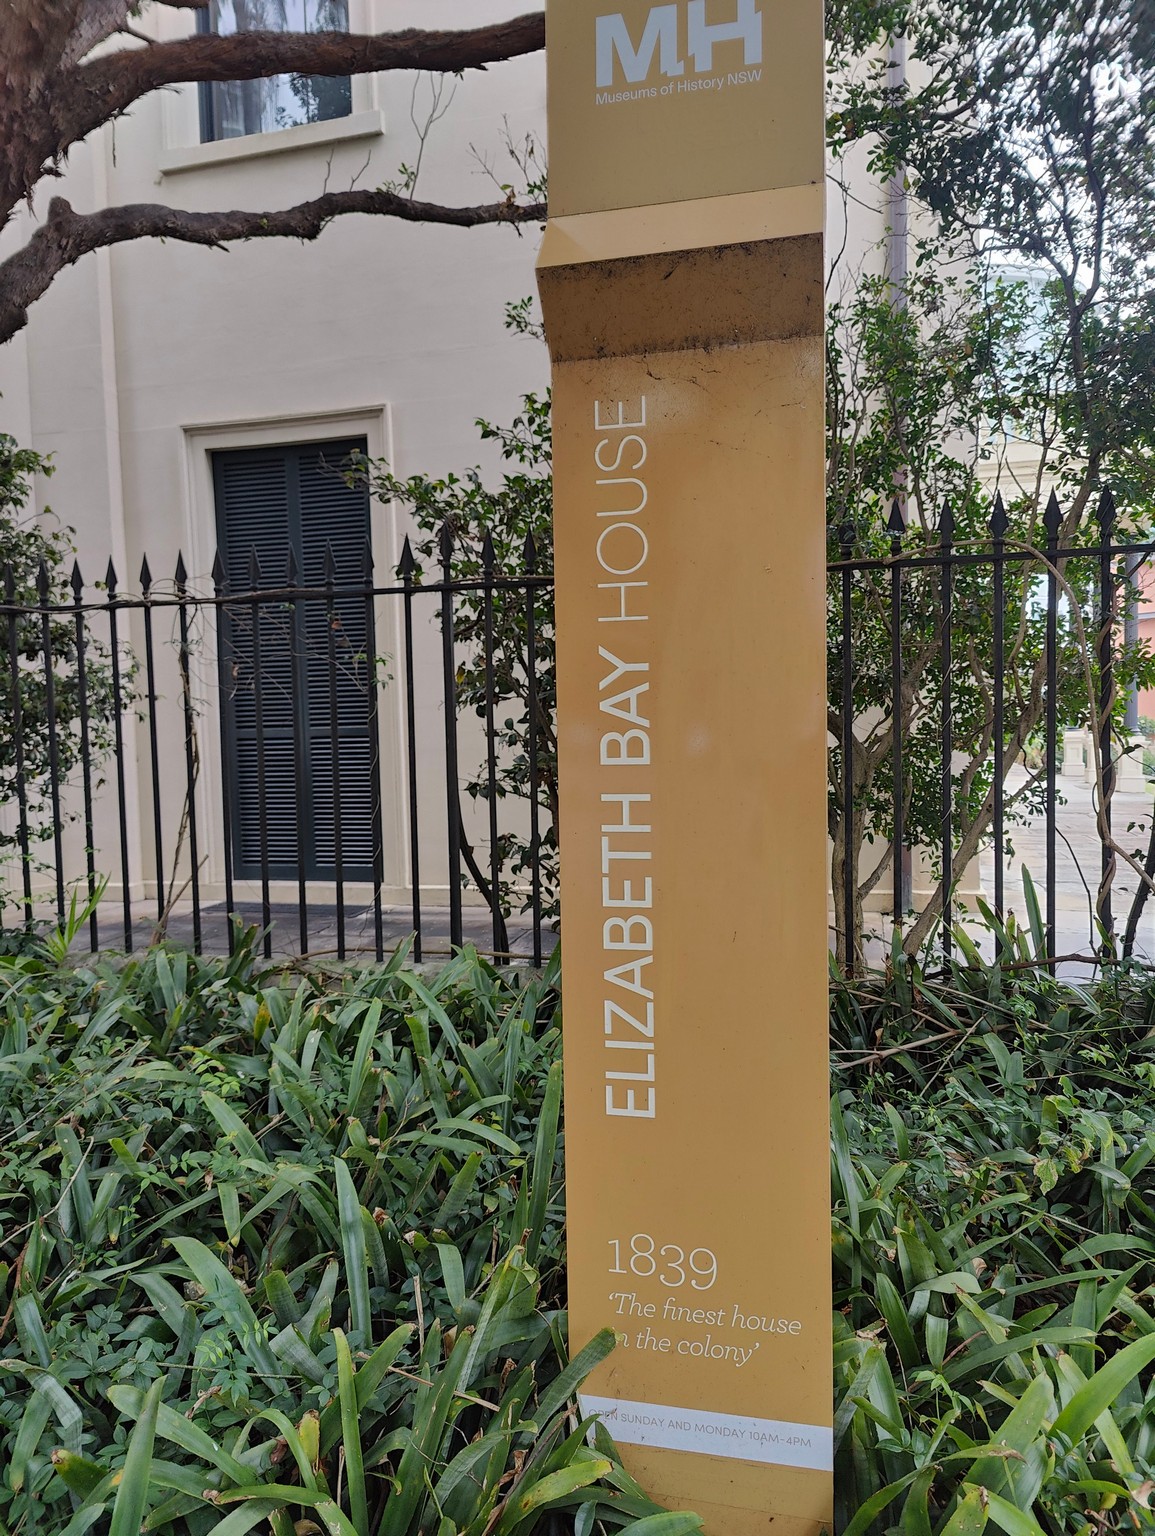 MH
Museums of History NSW
ELIZABETH BAY HOUSE
1839
‘The finest house
the colony’
OPEN SUNDAY AND MONDAY 10AM–4PM